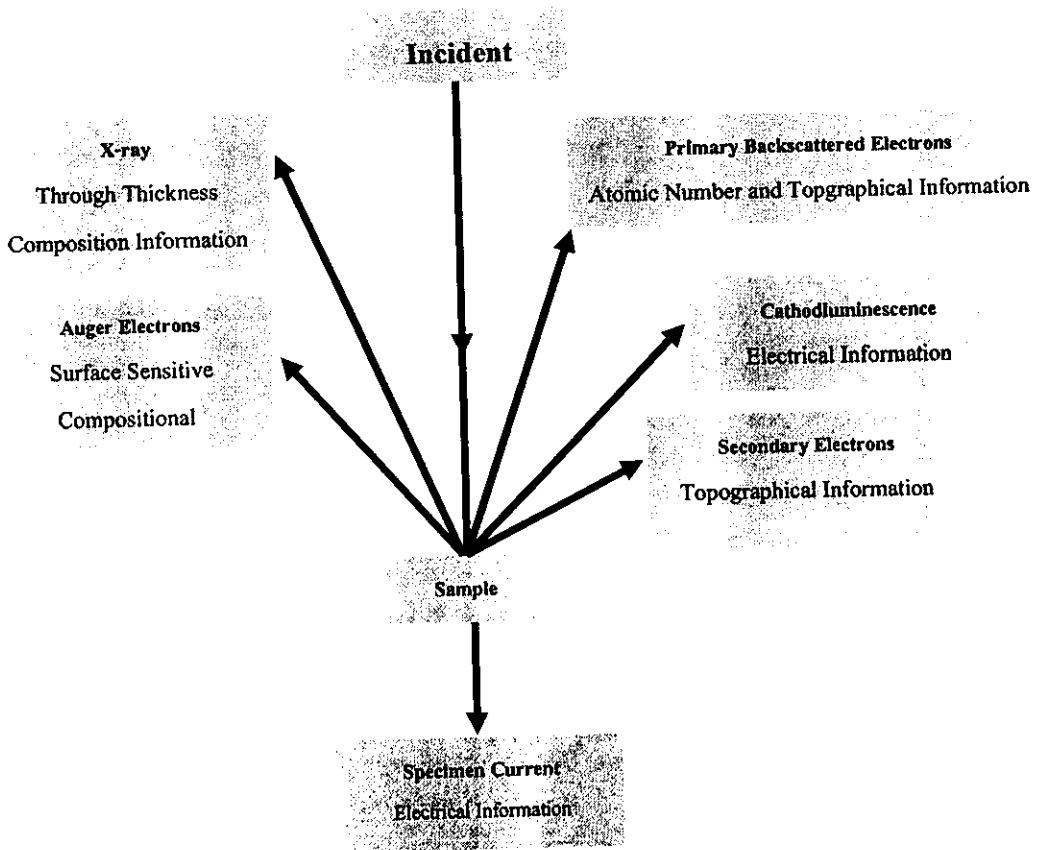 Incident
X-ray
Through Thickness
Composition Information
Primary Backscattered Electrons
Atomic Number and Topgraphical Information
Auger Electrons
Surface Sensitive
Compositional
Cathodluminescence
Electrical Information
Secondary Electrons
Topographical Information
Sample
Specimen Current
Electrical Information